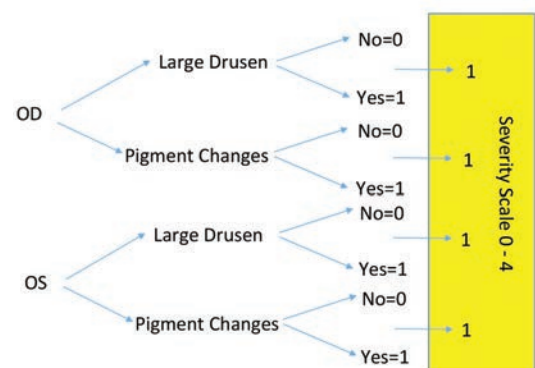 No=0
Large Drusen
1
Yes=1
OD
No=0
Pigment Changes
1
Yes=1
No=0
Large Drusen
1
Yes=1
OS
No=0
Pigment Changes
1
Yes=1
Severity Scale 0 - 4